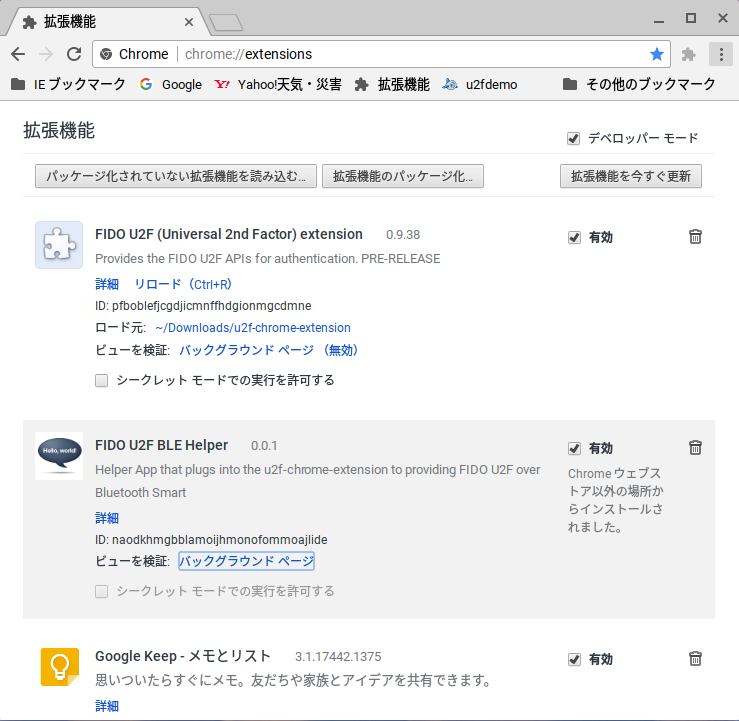 拡張機能
Chrome chrome://extensions
IE ブックマーク Google Yahoo!天気・災害 拡張機能 u2fdemo その他のブックマーク
拡張機能
デベロッパー モード
パッケージ化されていない拡張機能を読み込む... 拡張機能のパッケージ化... 拡張機能を今すぐ更新
FIDO U2F (Universal 2nd Factor) extension 0.9.38 有効
Provides the FIDO U2F APIs for authentication. PRE-RELEASE
詳細 リロード（Ctrl+R）
ID: pfboblefjcgdjicmnffhdgionmgcdmne
ロード元: ~/Downloads/u2f-chrome-extension
ビューを検証: バックグラウンド ページ （無効）
シークレット モードでの実行を許可する
Hello, world!
FIDO U2F BLE Helper 0.0.1 有効
Helper App that plugs into the u2f-chrome-extension to providing FIDO U2F over
Bluetooth Smart
Chrome ウェブス
トア以外の場所か
らインストールさ
れました。
詳細
ID: naodkhmgbblamoijhmonofommoajlide
ビューを検証: バックグラウンド ページ
シークレット モードでの実行を許可する
Google Keep - メモとリスト 3.1.17442.1375 有効
思いついたらすぐにメモ。友だちや家族とアイデアを共有できます。
詳細